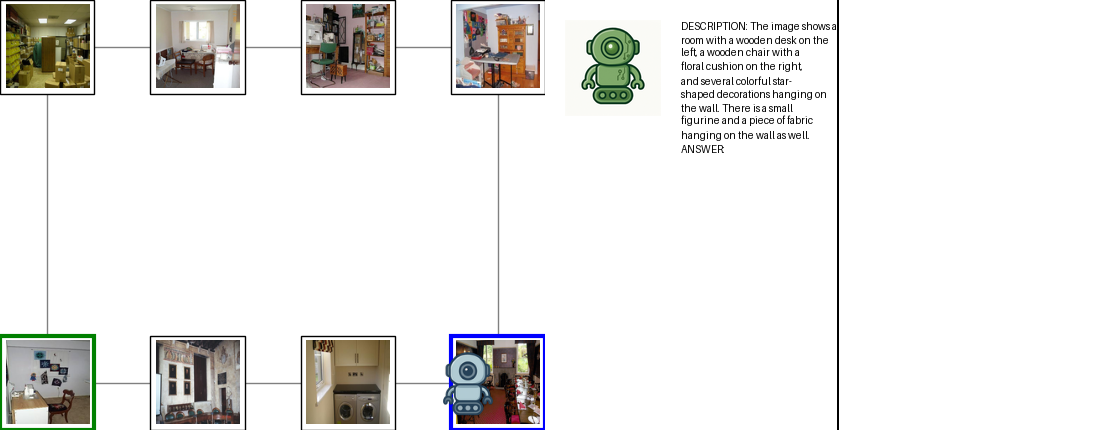 DESCRIPTION: The image shows a
room with a wooden desk on the
left, a wooden chair with a
floral cushion on the right,
and several colorful star-
shaped decorations hanging on
the wall. There is a small
figurine and a piece of fabric
hanging on the wall as well.
ANSWER: